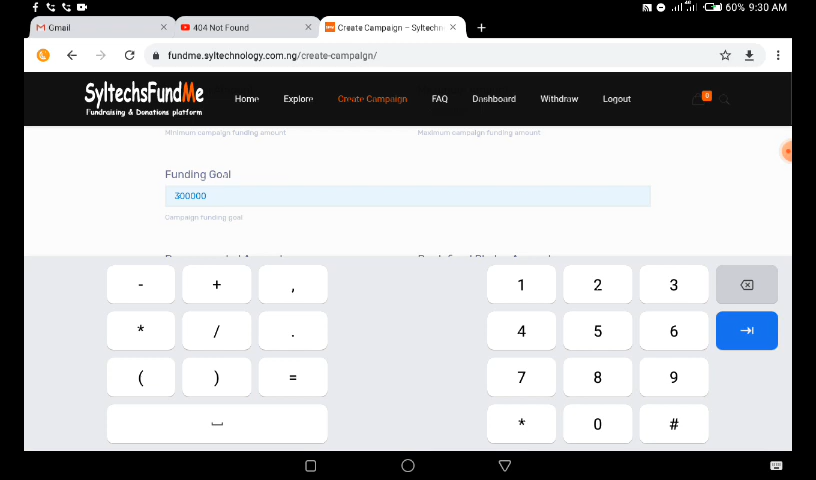 60% 9:30 AM
Gmail
404 Not Found
Create Campaign – Syltechn
fundme.syltechnology.com.ng/create-campaign/
SyltechsFundMe
Fundraising & Donations platform
Home
Explore
Create Campaign
FAQ
Dashboard
Withdraw
Logout
0
Minimum campaign funding amount
Maximum campaign funding amount
Funding Goal
300000
Campaign funding goal
- + , 1 2 3
* / . 4 5 6
( ) = 7 8 9
* 0 #